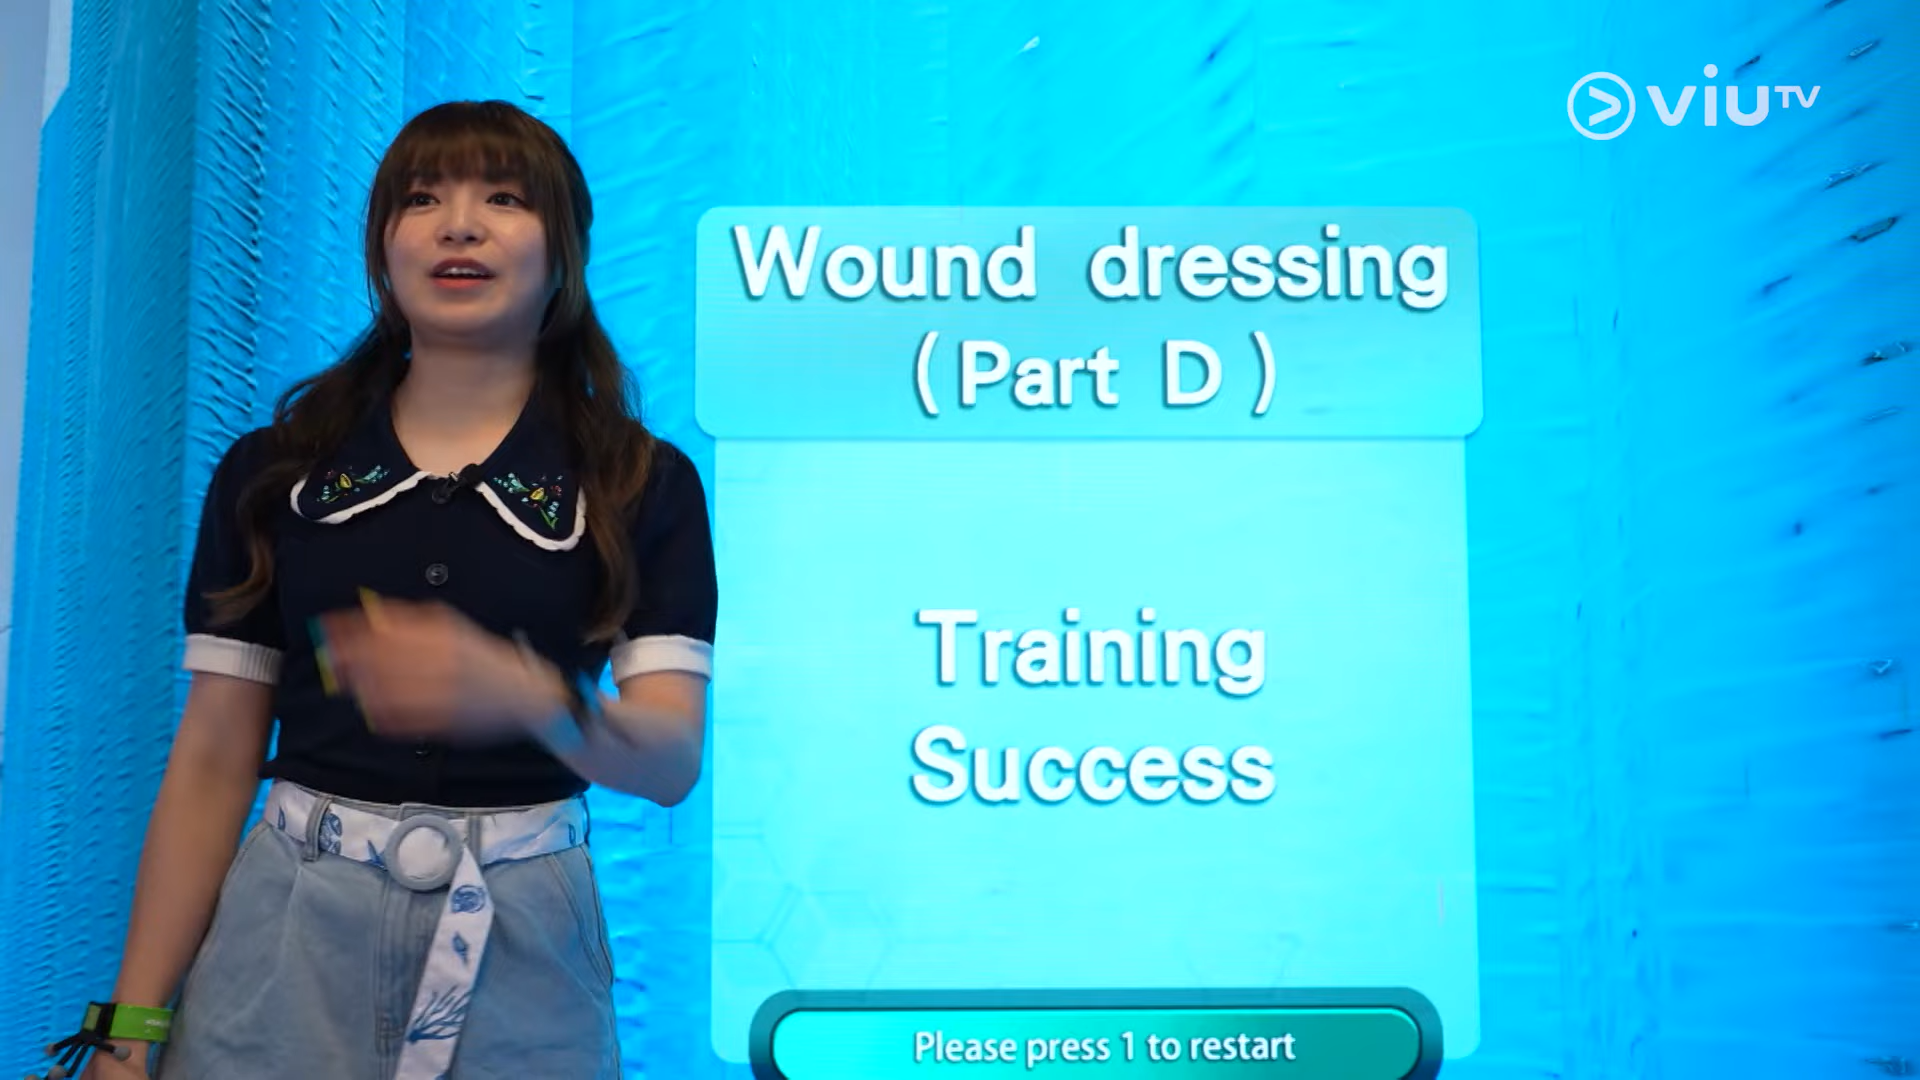 viuTV
Wound dressing
(Part D)
Training
Success
Please press 1 to restart